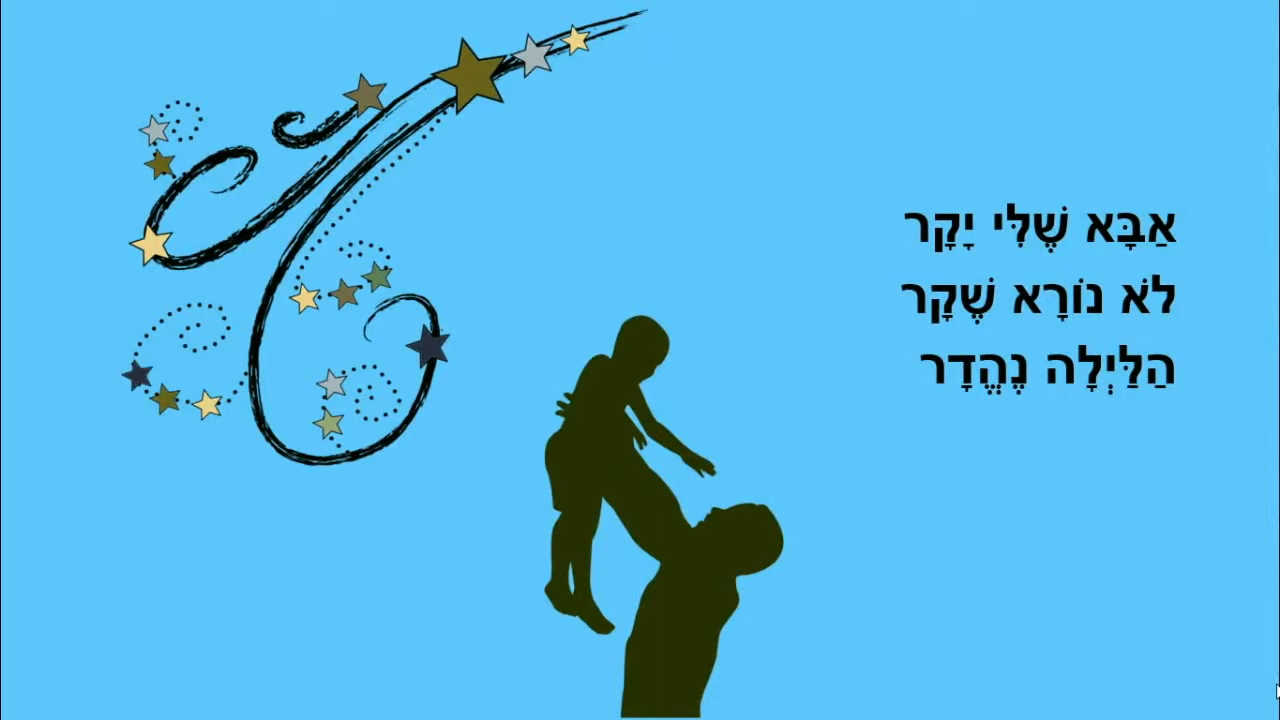 אַבָּא שֶׁלִּי יָקָר
לֹא נוֹרָא שֶׁקָר
הַלַּיְלָה נֶהֱדָר